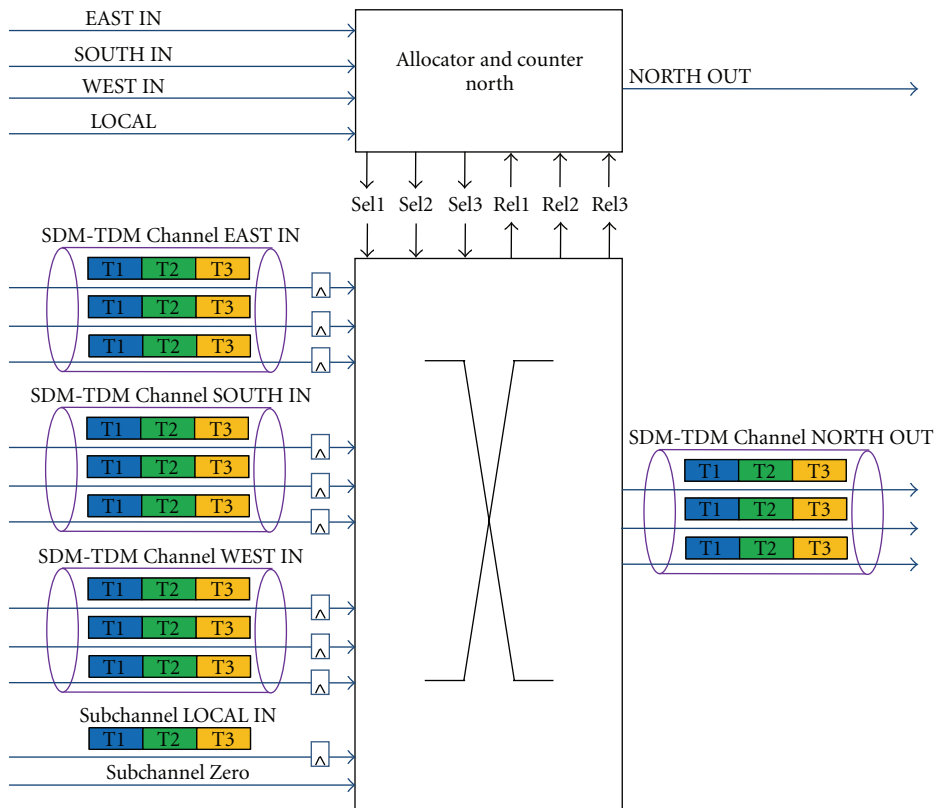 EAST IN
SOUTH IN
WEST IN
LOCAL
Allocator and counter
north
NORTH OUT
Sel1 Sel2 Sel3 Rel1 Rel2 Rel3
SDM-TDM Channel EAST IN
T1 T2 T3
T1 T2 T3
T1 T2 T3
SDM-TDM Channel SOUTH IN
T1 T2 T3
T1 T2 T3
T1 T2 T3
SDM-TDM Channel WEST IN
T1 T2 T3
T1 T2 T3
T1 T2 T3
Subchannel LOCAL IN
T1 T2 T3
Subchannel Zero
SDM-TDM Channel NORTH OUT
T1 T2 T3
T1 T2 T3
T1 T2 T3